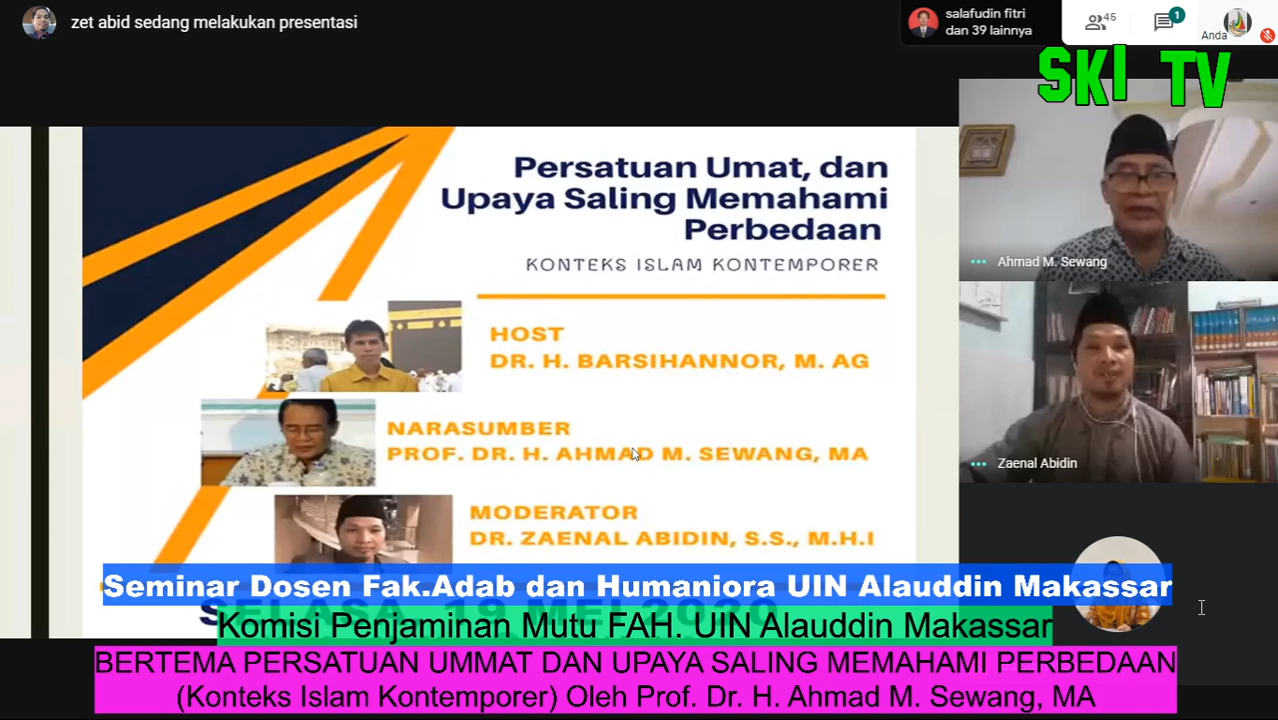 zet abid sedang melakukan presentasi
salafudin fitri
dan 39 lainnya
45
1
Anda
SKI TV
Persatuan Umat, dan
Upaya Saling Memahami
Perbedaan
KONTEKS ISLAM KONTEMPORER
HOST
DR. H. BARSIHANNOR, M. AG
NARASUMBER
PROF. DR. H. AHMAD M. SEWANG, MA
MODERATOR
DR. ZAENAL ABIDIN, S.S., M.H.I
SELASA, 19 MEI 2020
Ahmad M. Sewang
Zaenal Abidin
Seminar Dosen Fak.Adab dan Humaniora UIN Alauddin Makassar
Komisi Penjaminan Mutu FAH. UIN Alauddin Makassar
BERTEMA PERSATUAN UMMAT DAN UPAYA SALING MEMAHAMI PERBEDAAN
(Konteks Islam Kontemporer) Oleh Prof. Dr. H. Ahmad M. Sewang, MA